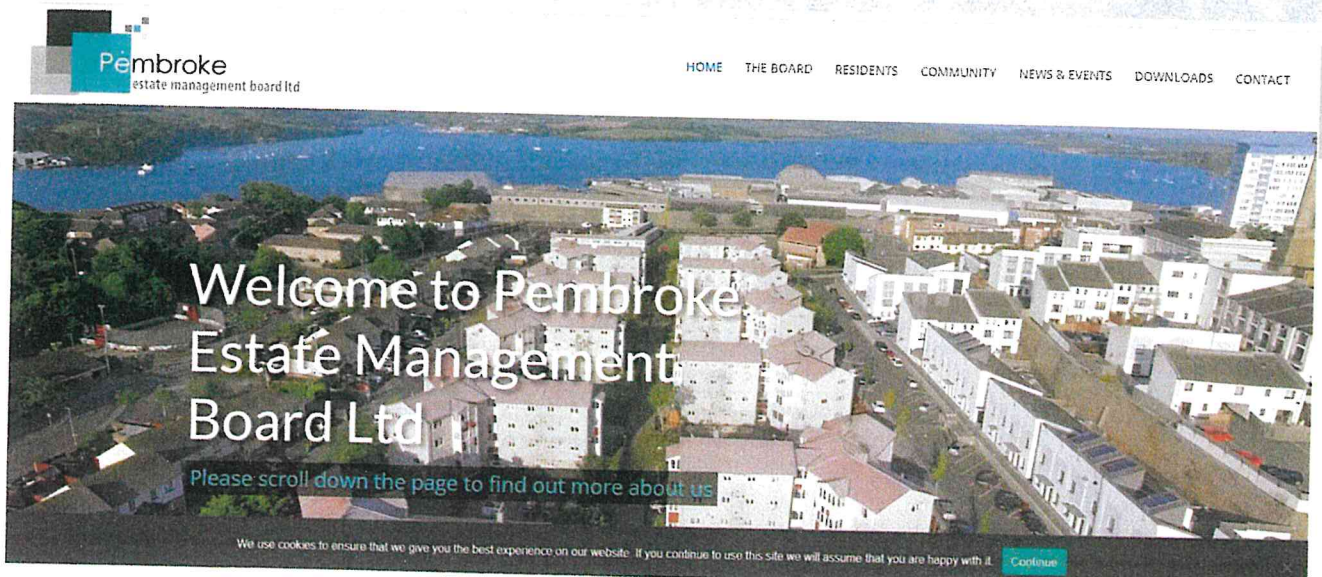 Pembroke
estate management board ltd
HOME THE BOARD RESIDENTS COMMUNITY NEWS & EVENTS DOWNLOADS CONTACT
Welcome to Pembroke
Estate Management
Board Ltd
Please scroll down the page to find out more about us
We use cookies to ensure that we give you the best experience on our website. If you continue to use this site we will assume that you are happy with it. Continue